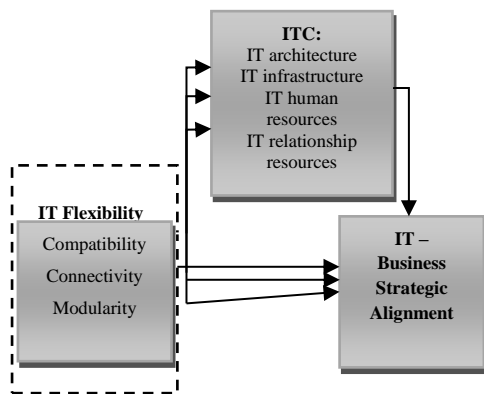 ITC:
IT architecture
IT infrastructure
IT human
resources
IT relationship
resources
IT Flexibility
Compatibility
Connectivity
Modularity
IT –
Business
Strategic
Alignment